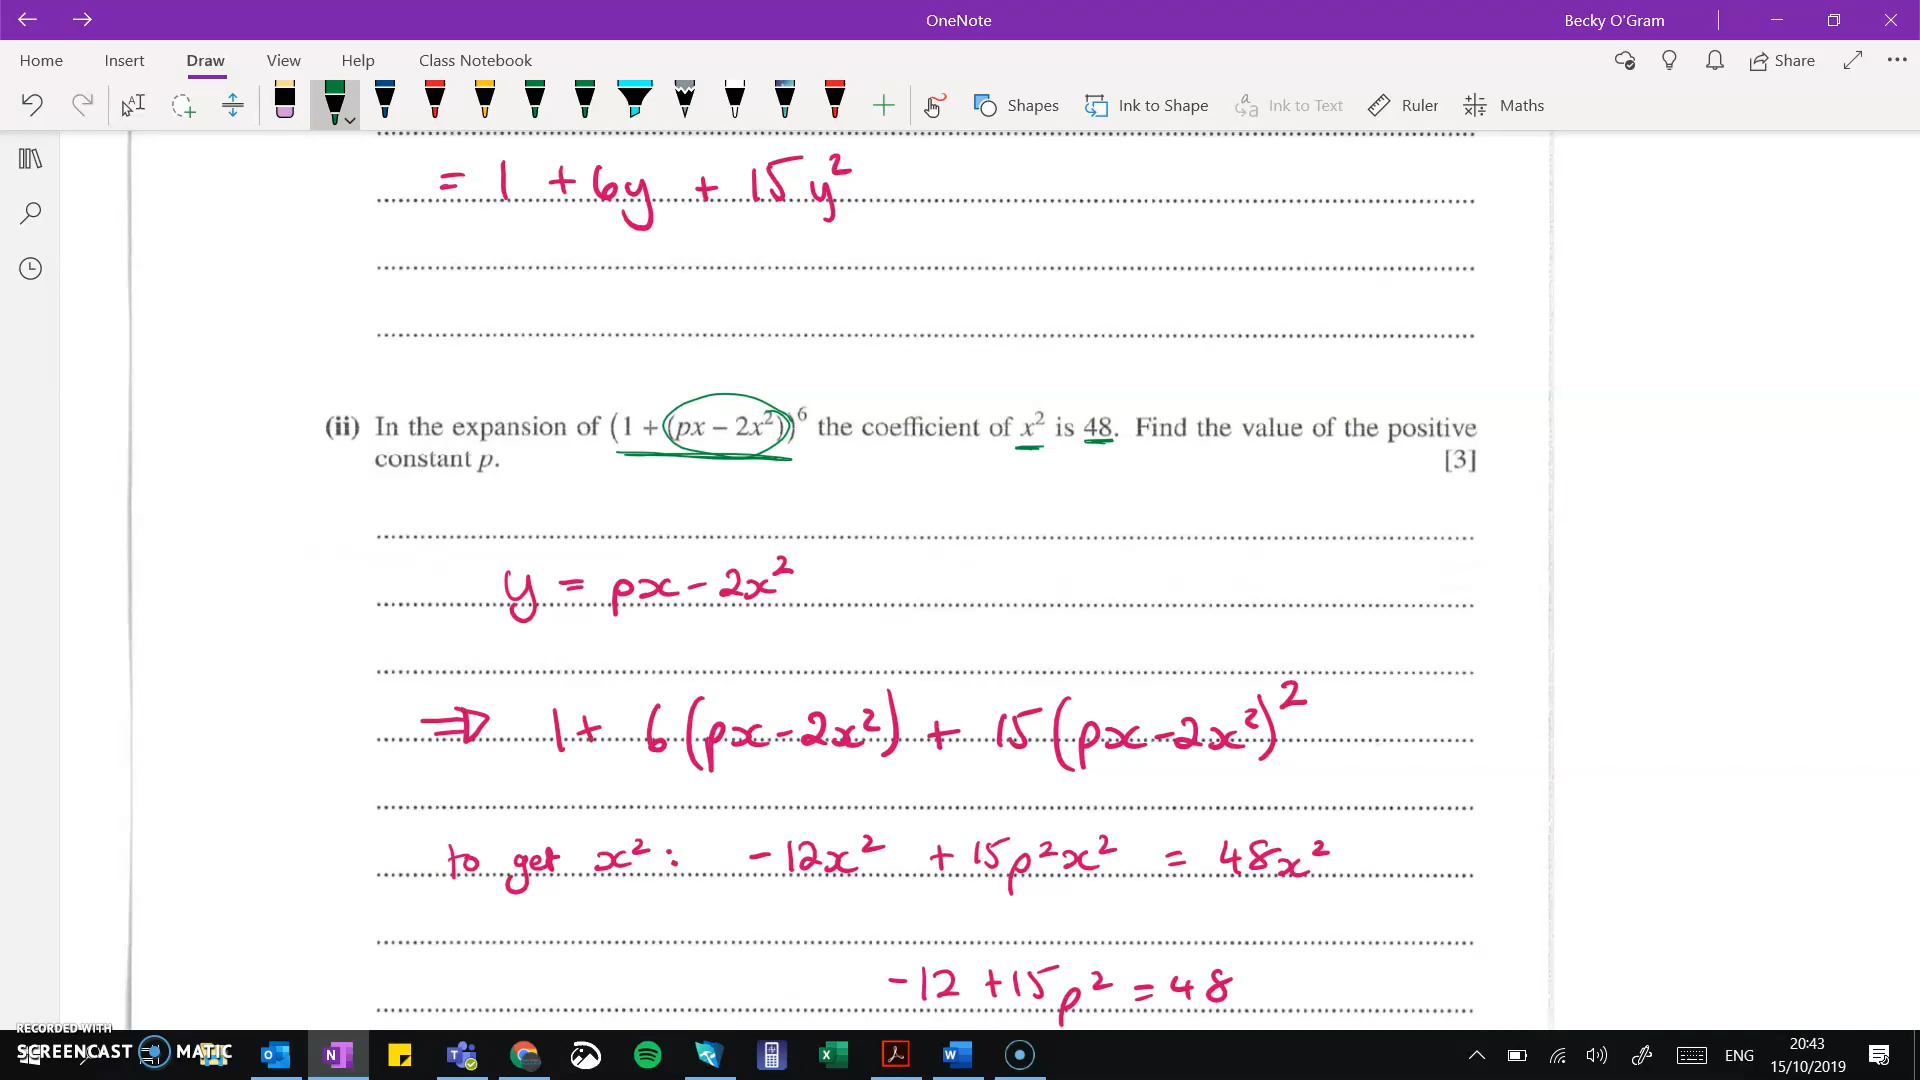 OneNote
Becky O'Gram
Home Insert Draw View Help Class Notebook
Share
Shapes Ink to Shape Ink to Text Ruler Maths
= 1 + 6y + 15y²
(ii) In the expansion of (1 + (px − 2x²))⁶ the coefficient of x² is 48. Find the value of the positive
constant p. [3]
y = px - 2x²
⇒ 1 + 6(px - 2x²) + 15(px - 2x²)²
to get x² : - 12x² + 15p²x² = 48x²
- 12 + 15p² = 48
RECORDED WITH
SCREENCAST MATIC
ENG
20:43
15/10/2019